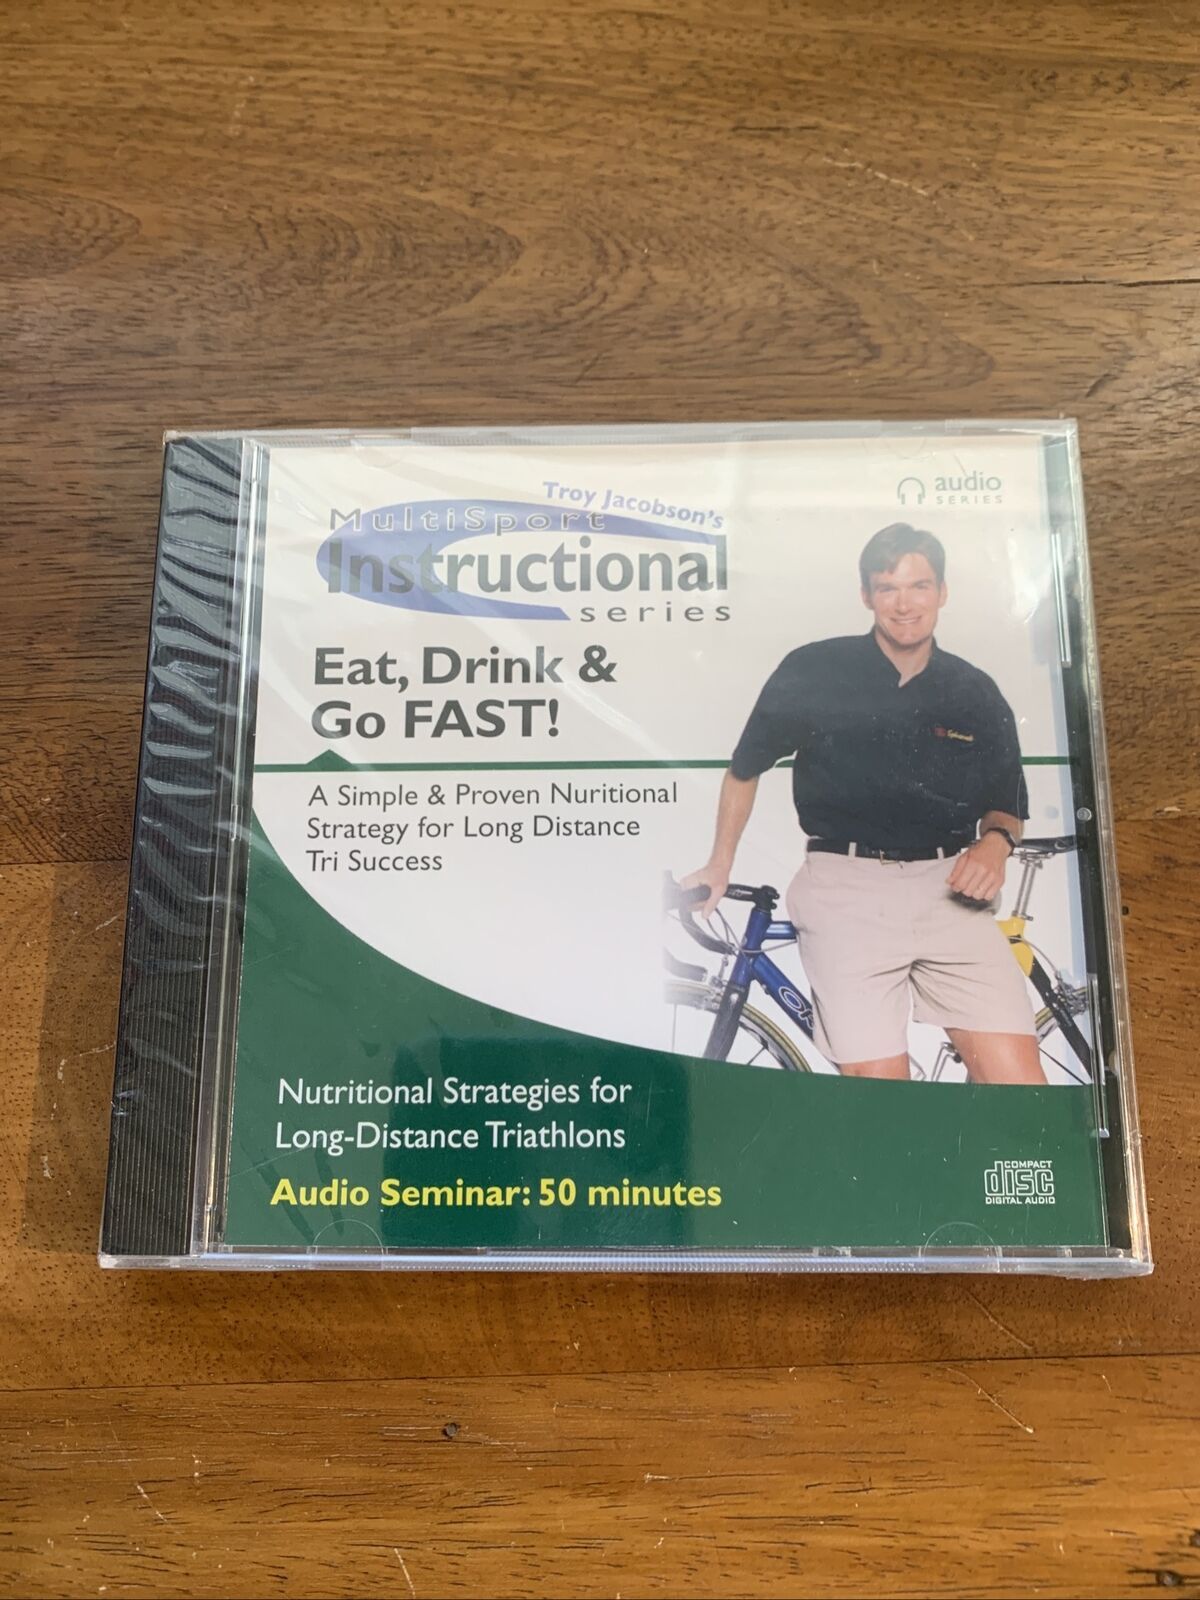 Troy Jacobson's
MultiSport
Instructional
series
audio
SERIES
Eat, Drink &
Go FAST!
A Simple & Proven Nuritional
Strategy for Long Distance
Tri Success
Nutritional Strategies for
Long-Distance Triathlons
Audio Seminar: 50 minutes
COMPACT
disc
DIGITAL AUDIO